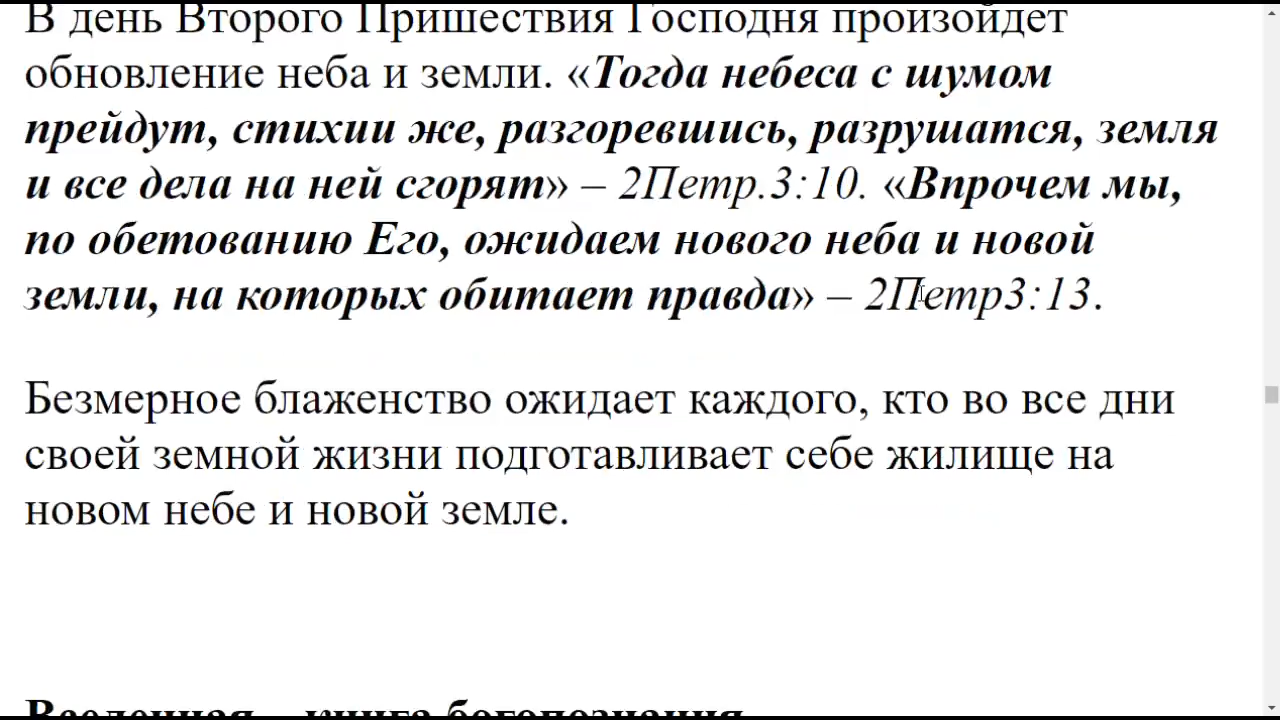 В день Второго Пришествия Господня произойдет
обновление неба и земли. «Тогда небеса с шумом
прейдут, стихии же, разгоревшись, разрушатся, земля
и все дела на ней сгорят» – 2Петр.3:10. «Впрочем мы,
по обетованию Его, ожидаем нового неба и новой
земли, на которых обитает правда» – 2Петр3:13.
Безмерное блаженство ожидает каждого, кто во все дни
своей земной жизни подготавливает себе жилище на
новом небе и новой земле.
Вселенная – книга богопознания